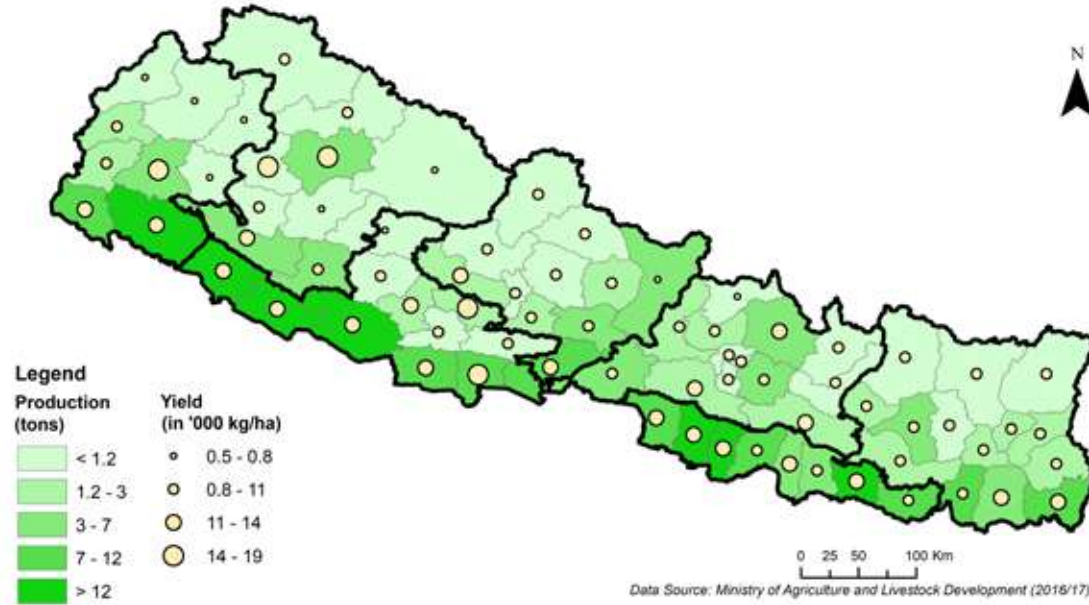 N
Legend
Production
(tons)
< 1.2
1.2 - 3
3 - 7
7 - 12
> 12
Yield
(in '000 kg/ha)
0.5 - 0.8
0.8 - 11
11 - 14
14 - 19
0 25 50 100 Km
Data Source: Ministry of Agriculture and Livestock Development (2016/17)